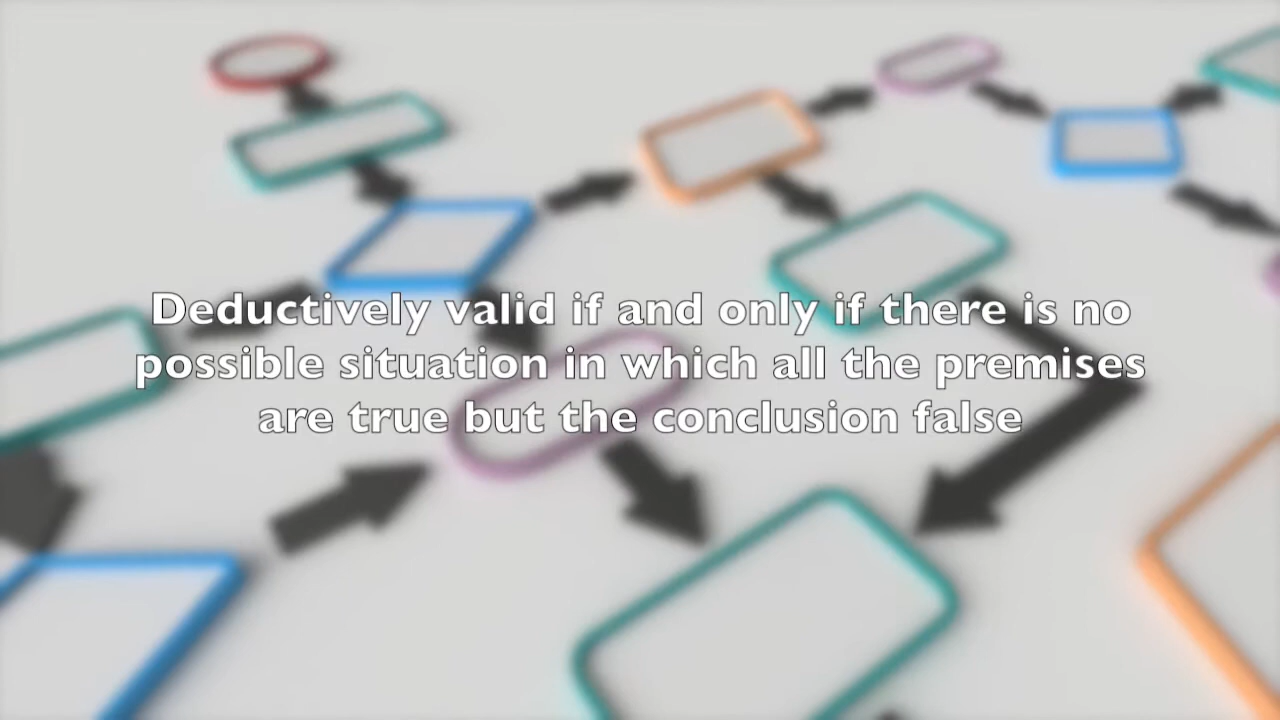 Deductively valid if and only if there is no
possible situation in which all the premises
are true but the conclusion false